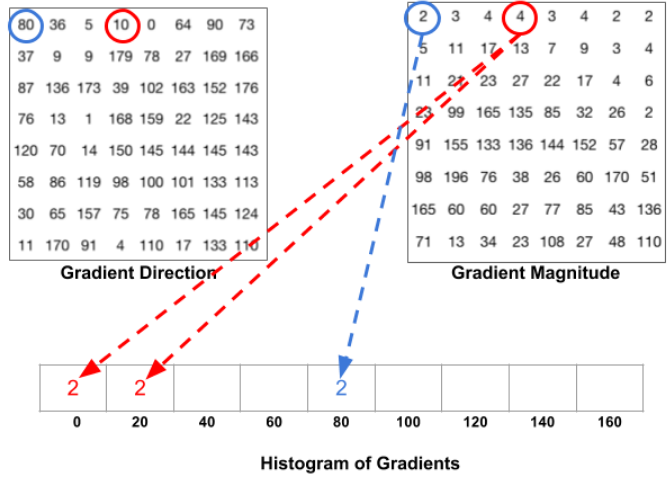 80 36 5 10 0 64 90 73
37 9 9 179 78 27 169 166
87 136 173 39 102 163 152 176
76 13 1 168 159 22 125 143
120 70 14 150 145 144 145 143
58 86 119 98 100 101 133 113
30 65 157 75 78 165 145 124
11 170 91 4 110 17 133 110
Gradient Direction
2 3 4 4 3 4 2 2
5 11 17 13 7 9 3 4
11 21 23 27 22 17 4 6
23 99 165 135 85 32 26 2
91 155 133 136 144 152 57 28
98 196 76 38 26 60 170 51
165 60 60 27 77 85 43 136
71 13 34 23 108 27 48 110
Gradient Magnitude
2 2 2
0 20 40 60 80 100 120 140 160
Histogram of Gradients